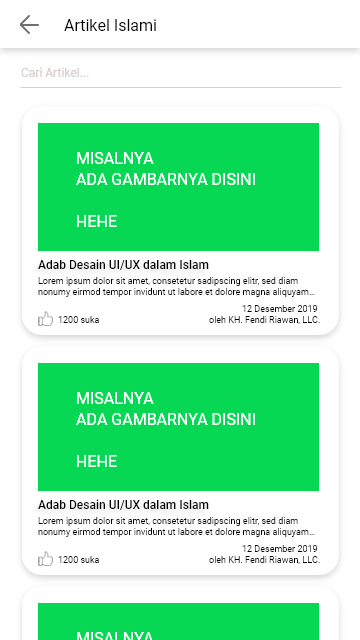 Artikel Islami
Cari Artikel...
MISALNYA
ADA GAMBARNYA DISINI
HEHE
Adab Desain UI/UX dalam Islam
Lorem ipsum dolor sit amet, consetetur sadipscing elitr, sed diam
nonumy eirmod tempor invidunt ut labore et dolore magna aliquyam...
12 Desember 2019
1200 suka
oleh KH. Fendi Riawan, LLC.
MISALNYA
ADA GAMBARNYA DISINI
HEHE
Adab Desain UI/UX dalam Islam
Lorem ipsum dolor sit amet, consetetur sadipscing elitr, sed diam
nonumy eirmod tempor invidunt ut labore et dolore magna aliquyam...
12 Desember 2019
1200 suka
oleh KH. Fendi Riawan, LLC.
MISALNYA